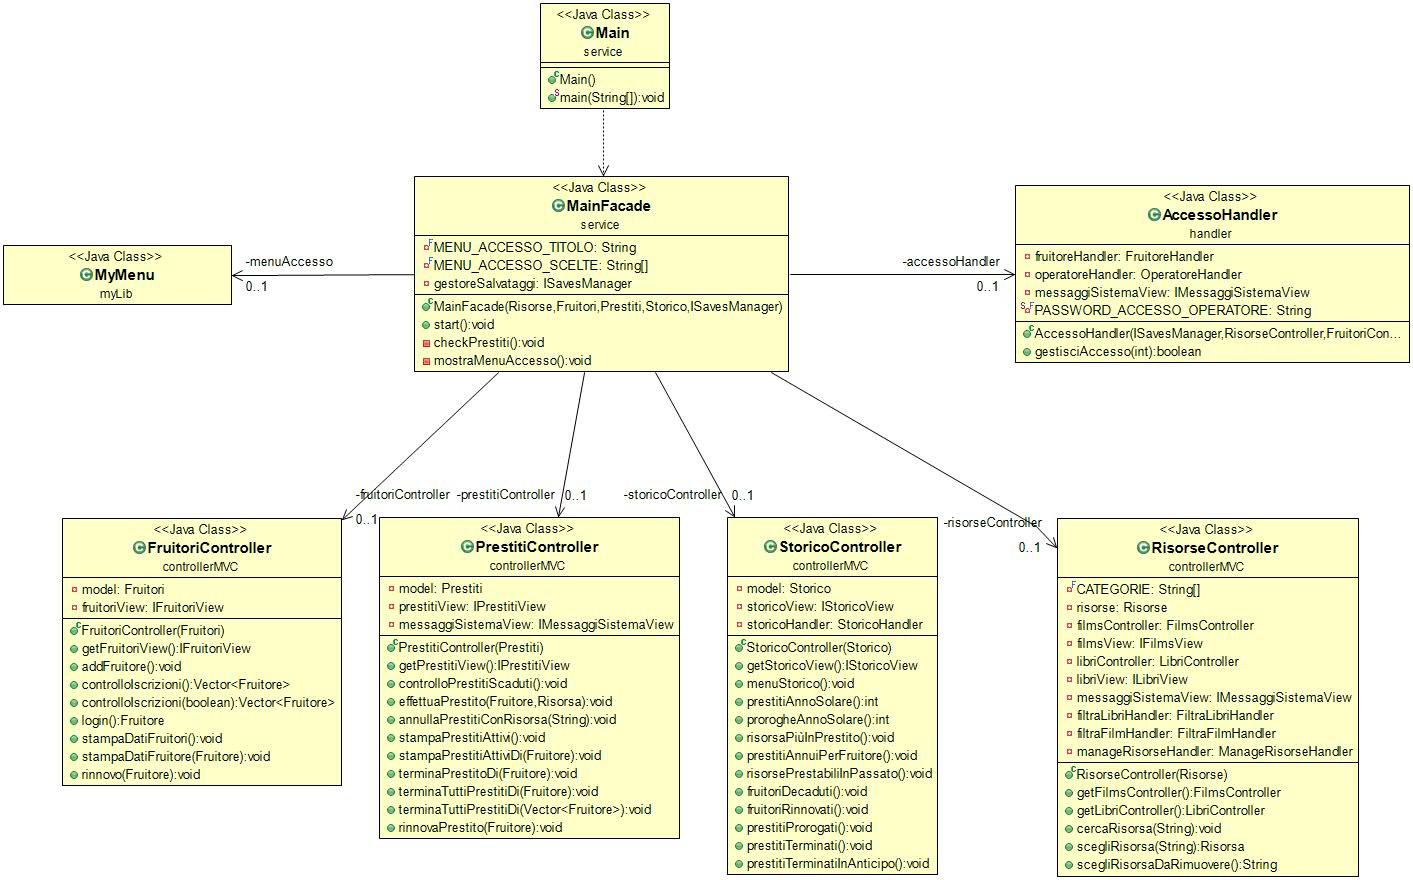 <<Java Class>>
Main
service
Main()
main(String[]):void
<<Java Class>>
MainFacade
service
MENU_ACCESSO_TITOLO: String
MENU_ACCESSO_SCELTE: String[]
gestoreSalvataggi: ISavesManager
MainFacade(Risorse,Fruitori,Prestiti,Storico,ISavesManager)
start():void
checkPrestiti():void
mostraMenuAccesso():void
<<Java Class>>
MyMenu
myLib
-menuAccesso
0..1
-accessoHandler
0..1
<<Java Class>>
AccessoHandler
handler
fruitoreHandler: FruitoreHandler
operatoreHandler: OperatoreHandler
messaggiSistemaView: IMessaggiSistemaView
PASSWORD_ACCESSO_OPERATORE: String
AccessoHandler(ISavesManager,RisorseController,FruitoriCon...
gestisciAccesso(int):boolean
-fruitoriController
0..1
-prestitiController
0..1
-storicoController
0..1
-risorseController
0..1
<<Java Class>>
FruitoriController
controllerMVC
model: Fruitori
fruitoriView: IFruitoriView
FruitoriController(Fruitori)
getFruitoriView():IFruitoriView
addFruitore():void
controlloIscrizioni():Vector<Fruitore>
controlloIscrizioni(boolean):Vector<Fruitore>
login():Fruitore
stampaDatiFruitori():void
stampaDatiFruitore(Fruitore):void
rinnovo(Fruitore):void
<<Java Class>>
PrestitiController
controllerMVC
model: Prestiti
prestitiView: IPrestitiView
messaggiSistemaView: IMessaggiSistemaView
PrestitiController(Prestiti)
getPrestitiView():IPrestitiView
controlloPrestitiScaduti():void
effettuaPrestito(Fruitore,Risorsa):void
annullaPrestitiConRisorsa(String):void
stampaPrestitiAttivi():void
stampaPrestitiAttiviDi(Fruitore):void
terminaPrestitoDi(Fruitore):void
terminaTuttiPrestitiDi(Fruitore):void
terminaTuttiPrestitiDi(Vector<Fruitore>):void
rinnovaPrestito(Fruitore):void
<<Java Class>>
StoricoController
controllerMVC
model: Storico
storicoView: IStoricoView
storicoHandler: StoricoHandler
StoricoController(Storico)
getStoricoView():IStoricoView
menuStorico():void
prestitiAnnoSolare():int
prorogheAnnoSolare():int
risorsaPiùInPrestito():void
prestitiAnnuiPerFruitore():void
risorsePrestabiliInPassato():void
fruitoriDecaduti():void
fruitoriRinnovati():void
prestitiProrogati():void
prestitiTerminati():void
prestitiTerminatiInAnticipo():void
<<Java Class>>
RisorseController
controllerMVC
CATEGORIE: String[]
risorse: Risorse
filmsController: FilmsController
filmsView: IFilmsView
libriController: LibriController
libriView: ILibriView
messaggiSistemaView: IMessaggiSistemaView
filtraLibriHandler: FiltraLibriHandler
filtraFilmHandler: FiltraFilmHandler
manageRisorseHandler: ManageRisorseHandler
RisorseController(Risorse)
getFilmsController():FilmsController
getLibriController():LibriController
cercaRisorsa(String):void
scegliRisorsa(String):Risorsa
scegliRisorsaDaRimuovere():String